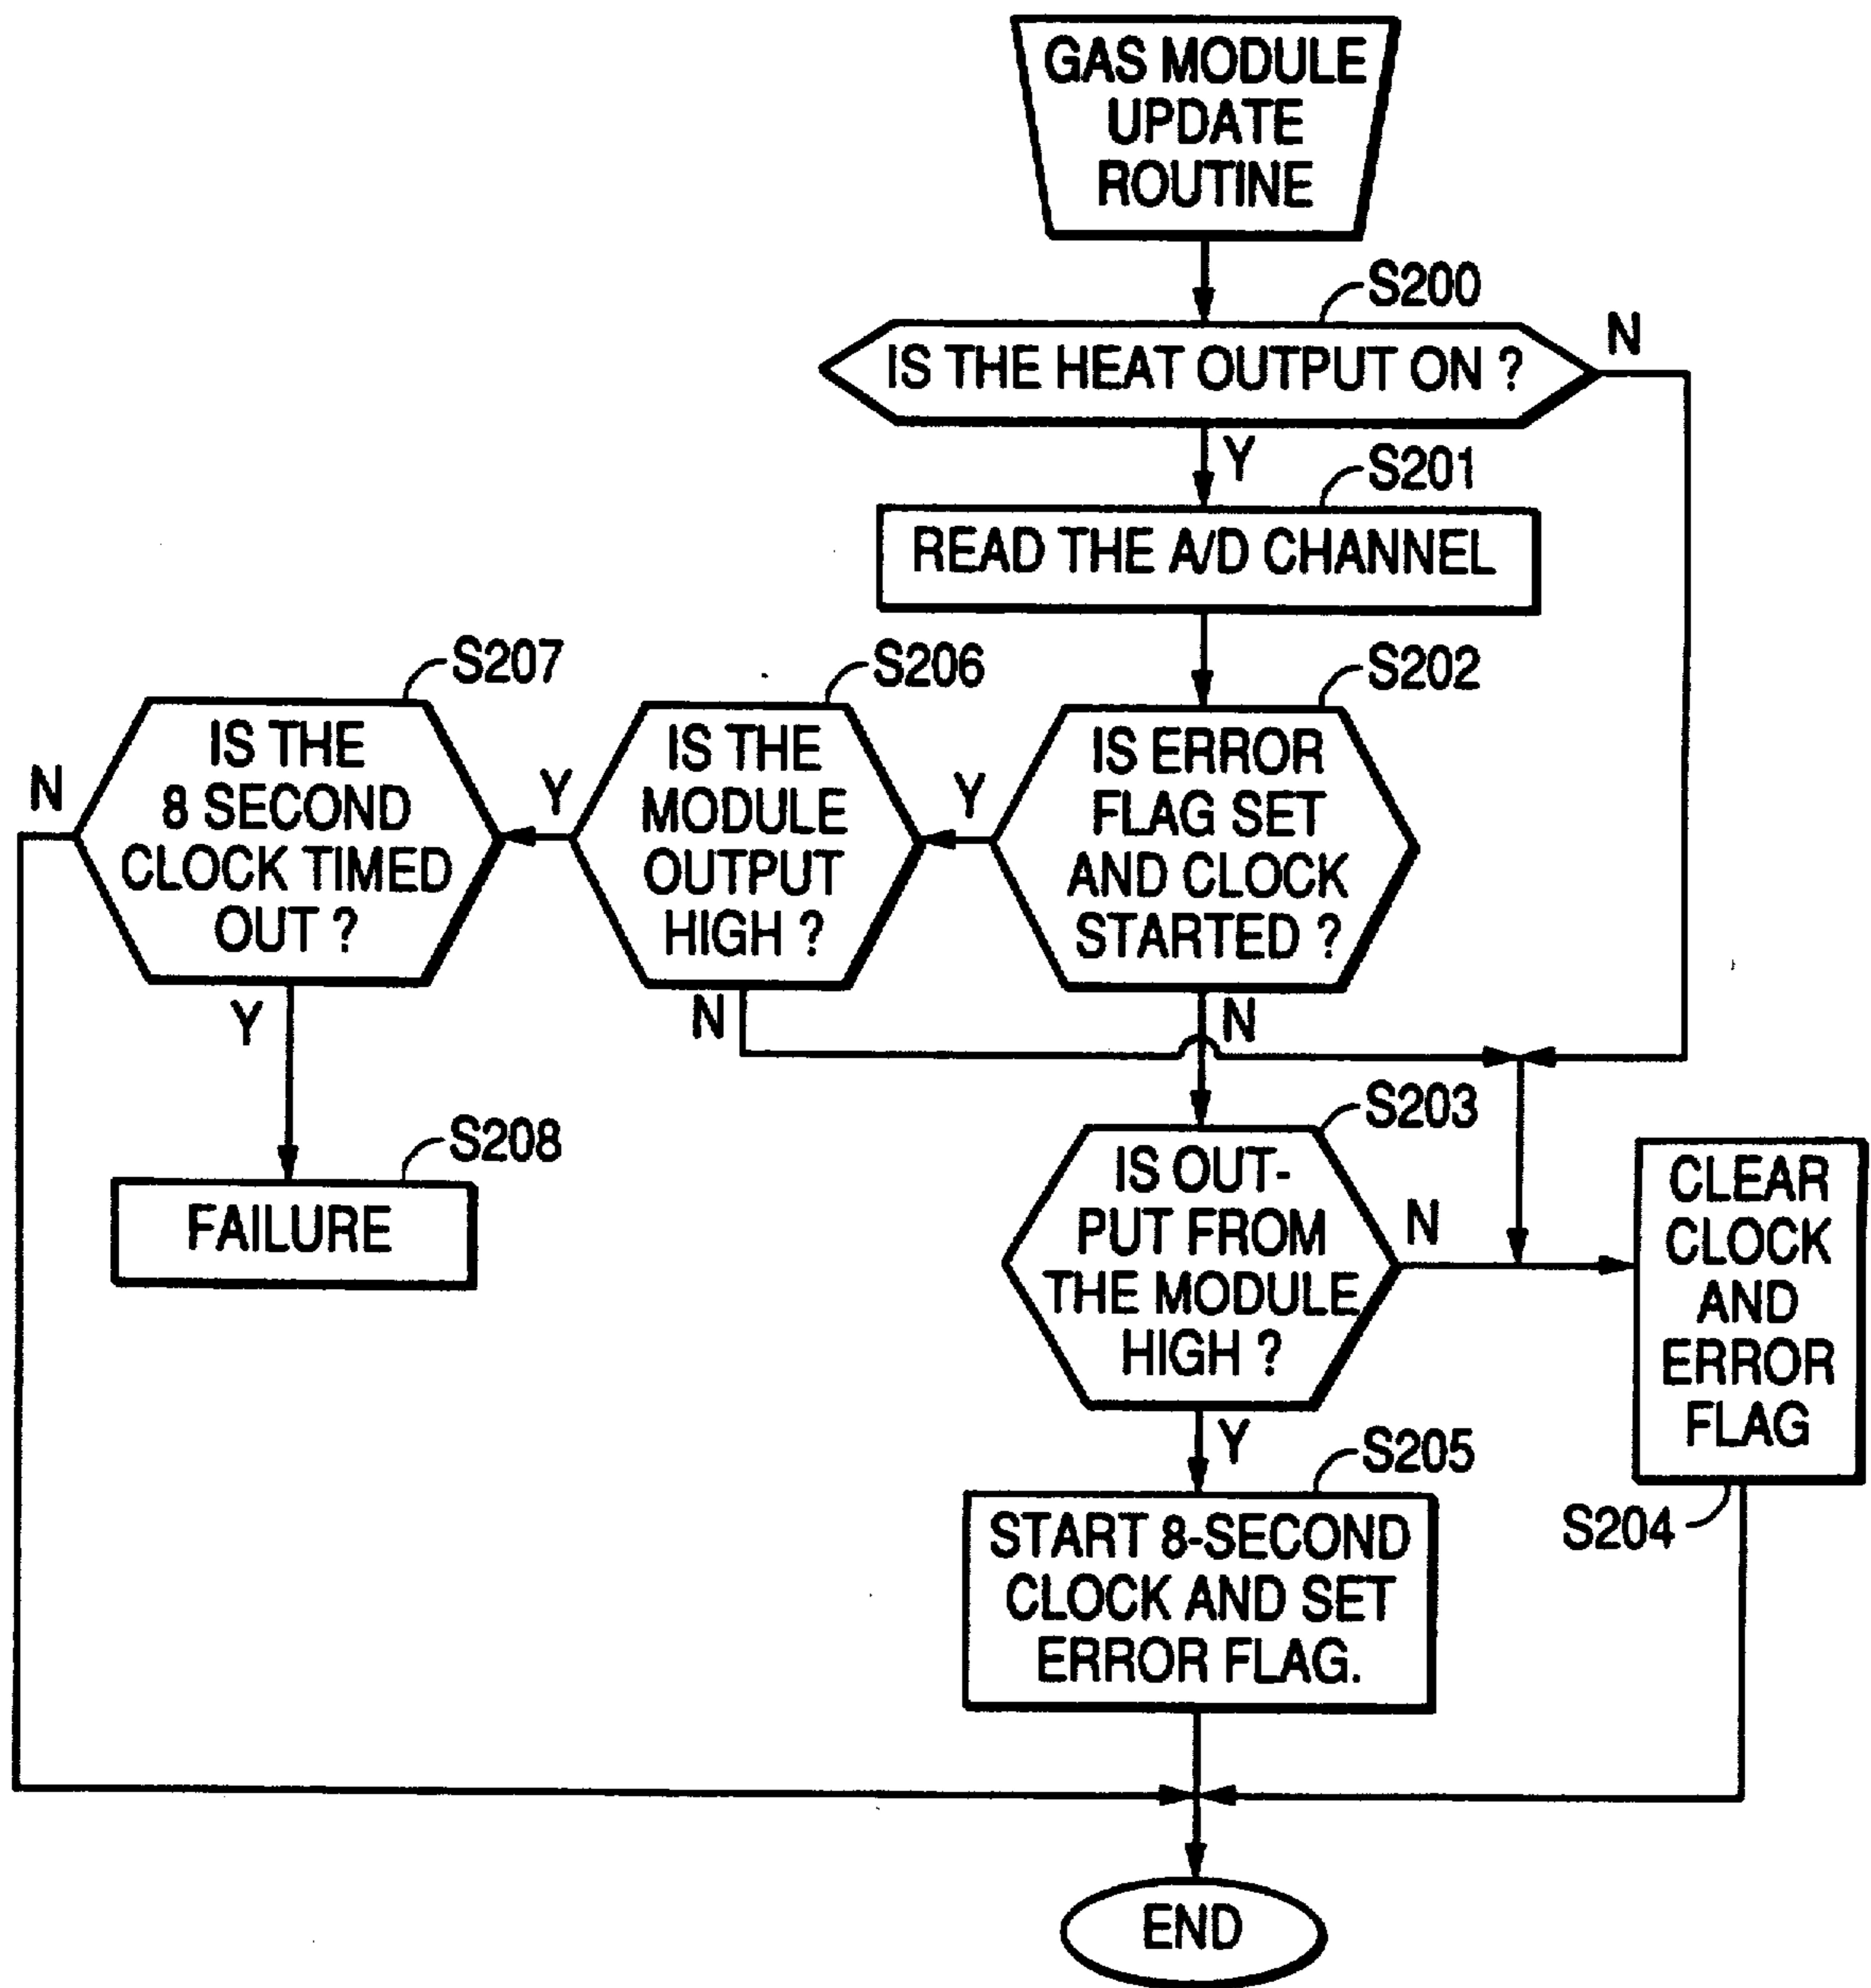 GAS MODULE
UPDATE
ROUTINE
S200
IS THE HEAT OUTPUT ON ?
N
Y
S201
READ THE A/D CHANNEL
S202
IS ERROR
FLAG SET
AND CLOCK
STARTED ?
Y
N
S206
IS THE
MODULE
OUTPUT
HIGH ?
Y
N
S207
IS THE
8 SECOND
CLOCK TIMED
OUT ?
N
Y
S208
FAILURE
S203
IS OUT-
PUT FROM
THE MODULE
HIGH ?
N
Y
CLEAR
CLOCK
AND
ERROR
FLAG
S204
S205
START 8-SECOND
CLOCK AND SET
ERROR FLAG.
END